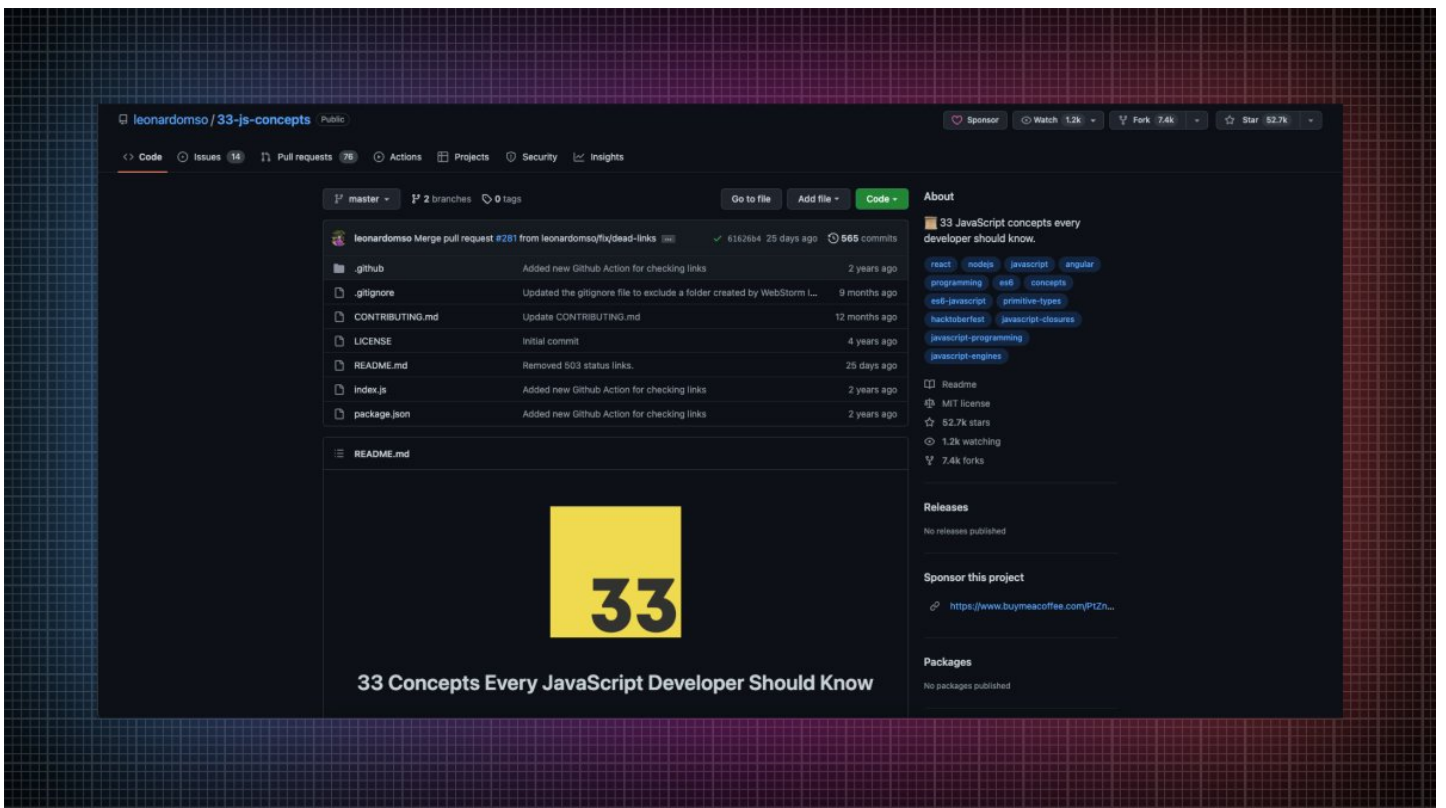 leonardomso / 33-js-concepts Public
Sponsor Watch 1.2k Fork 7.4k Star 52.7k
Code Issues 14 Pull requests 76 Actions Projects Security Insights
master 2 branches 0 tags Go to file Add file Code
leonardomso Merge pull request #281 from leonardomso/fix/dead-links ... 61626b4 25 days ago 565 commits
.github Added new Github Action for checking links 2 years ago
.gitignore Updated the gitignore file to exclude a folder created by WebStorm I... 9 months ago
CONTRIBUTING.md Update CONTRIBUTING.md 12 months ago
LICENSE Initial commit 4 years ago
README.md Removed 503 status links. 25 days ago
index.js Added new Github Action for checking links 2 years ago
package.json Added new Github Action for checking links 2 years ago
README.md
33
33 Concepts Every JavaScript Developer Should Know
About
33 JavaScript concepts every
developer should know.
react nodejs javascript angular
programming es6 concepts
es6-javascript primitive-types
hacktoberfest javascript-closures
javascript-programming
javascript-engines
Readme
MIT license
52.7k stars
1.2k watching
7.4k forks
Releases
No releases published
Sponsor this project
https://www.buymeacoffee.com/PtZn...
Packages
No packages published